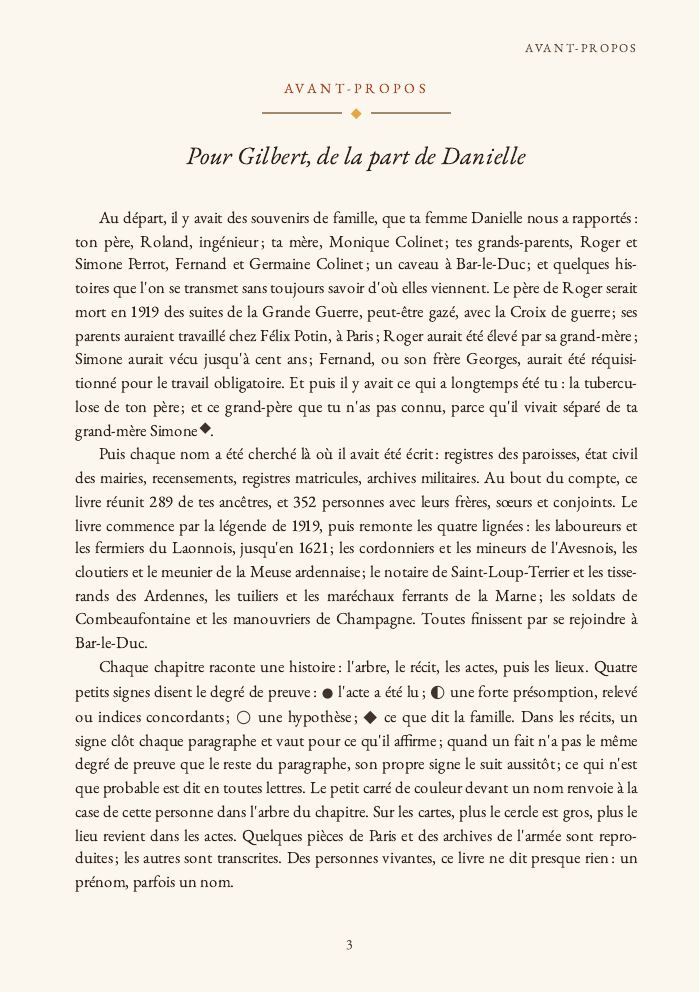 AVANT-PROPOS
AVANT-PROPOS
Pour Gilbert, de la part de Danielle
Au départ, il y avait des souvenirs de famille, que ta femme Danielle nous a rapportés :
ton père, Roland, ingénieur ; ta mère, Monique Colinet ; tes grands-parents, Roger et
Simone Perrot, Fernand et Germaine Colinet ; un caveau à Bar-le-Duc ; et quelques his-
toires que l'on se transmet sans toujours savoir d'où elles viennent. Le père de Roger serait
mort en 1919 des suites de la Grande Guerre, peut-être gazé, avec la Croix de guerre ; ses
parents auraient travaillé chez Félix Potin, à Paris ; Roger aurait été élevé par sa grand-mère ;
Simone aurait vécu jusqu'à cent ans ; Fernand, ou son frère Georges, aurait été réquisi-
tionné pour le travail obligatoire. Et puis il y avait ce qui a longtemps été tu : la tubercu-
lose de ton père ; et ce grand-père que tu n'as pas connu, parce qu'il vivait séparé de ta
grand-mère Simone ◆.
Puis chaque nom a été cherché là où il avait été écrit : registres des paroisses, état civil
des mairies, recensements, registres matricules, archives militaires. Au bout du compte, ce
livre réunit 289 de tes ancêtres, et 352 personnes avec leurs frères, sœurs et conjoints. Le
livre commence par la légende de 1919, puis remonte les quatre lignées : les laboureurs et
les fermiers du Laonnois, jusqu'en 1621 ; les cordonniers et les mineurs de l'Avesnois, les
cloutiers et le meunier de la Meuse ardennaise ; le notaire de Saint-Loup-Terrier et les tisse-
rands des Ardennes, les tuiliers et les maréchaux ferrants de la Marne ; les soldats de
Combeaufontaine et les manouvriers de Champagne. Toutes finissent par se rejoindre à
Bar-le-Duc.
Chaque chapitre raconte une histoire : l'arbre, le récit, les actes, puis les lieux. Quatre
petits signes disent le degré de preuve : ● l'acte a été lu ; ◐ une forte présomption, relevé
ou indices concordants ; ○ une hypothèse ; ◆ ce que dit la famille. Dans les récits, un
signe clôt chaque paragraphe et vaut pour ce qu'il affirme ; quand un fait n'a pas le même
degré de preuve que le reste du paragraphe, son propre signe le suit aussitôt ; ce qui n'est
que probable est dit en toutes lettres. Le petit carré de couleur devant un nom renvoie à la
case de cette personne dans l'arbre du chapitre. Sur les cartes, plus le cercle est gros, plus le
lieu revient dans les actes. Quelques pièces de Paris et des archives de l'armée sont repro-
duites ; les autres sont transcrites. Des personnes vivantes, ce livre ne dit presque rien : un
prénom, parfois un nom.
3